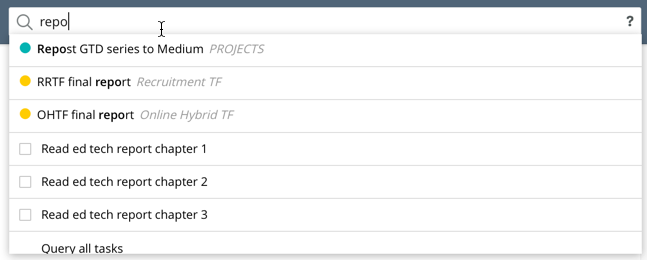 repo ?
Repost GTD series to Medium PROJECTS
RRTF final report Recruitment TF
OHTF final report Online Hybrid TF
Read ed tech report chapter 1
Read ed tech report chapter 2
Read ed tech report chapter 3
Query all tasks